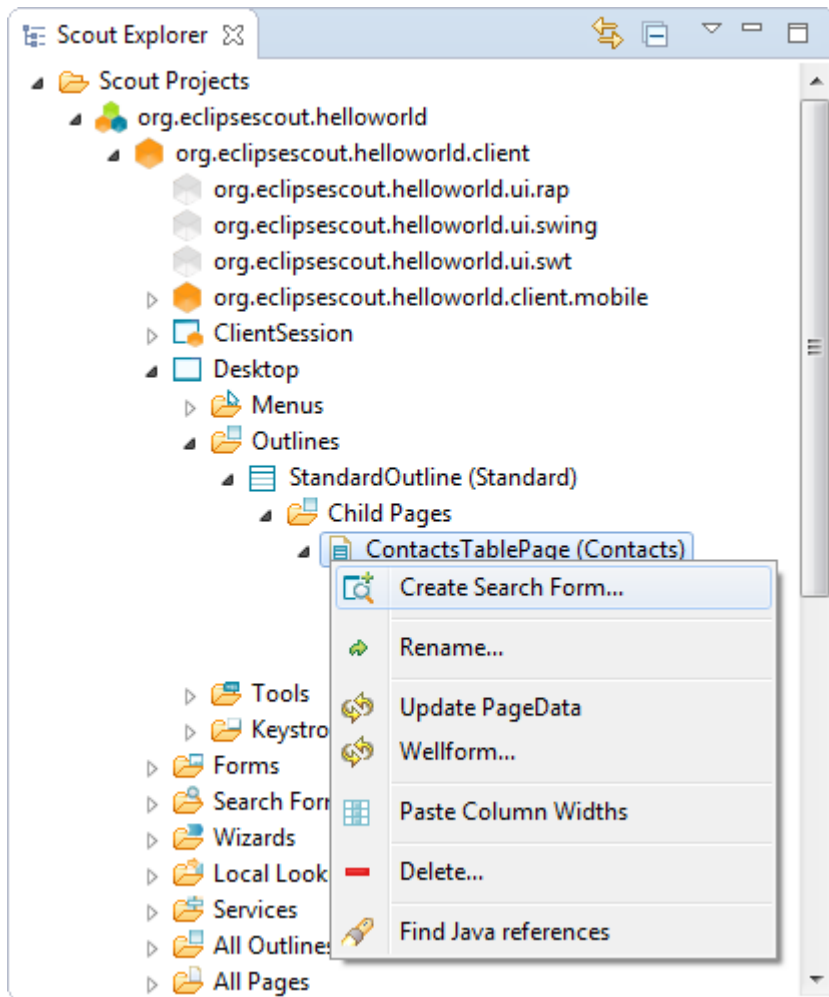 Scout Explorer
Scout Projects
org.eclipsescout.helloworld
org.eclipsescout.helloworld.client
org.eclipsescout.helloworld.ui.rap
org.eclipsescout.helloworld.ui.swing
org.eclipsescout.helloworld.ui.swt
org.eclipsescout.helloworld.client.mobile
ClientSession
Desktop
Menus
Outlines
StandardOutline (Standard)
Child Pages
ContactsTablePage (Contacts)
Create Search Form...
Rename...
Tools
Update PageData
Keystro
Wellform...
Forms
Search For
Paste Column Widths
Wizards
Local Look
Delete...
Services
Find Java references
All Outlines
All Pages